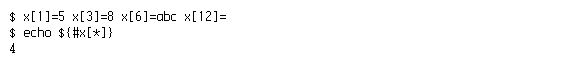 $ x[1]=5 x[3]=8 x[6]=abc x[12]=
$ echo ${#x[*]}
4